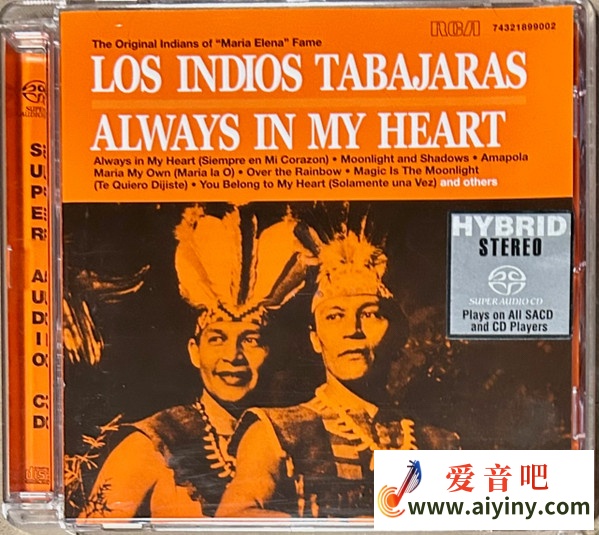 RCA 74321899002
The Original Indians of "Maria Elena" Fame
LOS INDIOS TABAJARAS
ALWAYS IN MY HEART
Always in My Heart (Siempre en Mi Corazon) • Moonlight and Shadows • Amapola
Maria My Own (Maria la O) • Over the Rainbow • Magic Is The Moonlight
(Te Quiero Dijiste) • You Belong to My Heart (Solamente una Vez) and others
HYBRID
STEREO
SUPER AUDIO CD
Plays on All SACD
and CD Players
SUPER
AUDIO CD
SUPER AUDIO CD
爱音吧
www.aiyiny.com